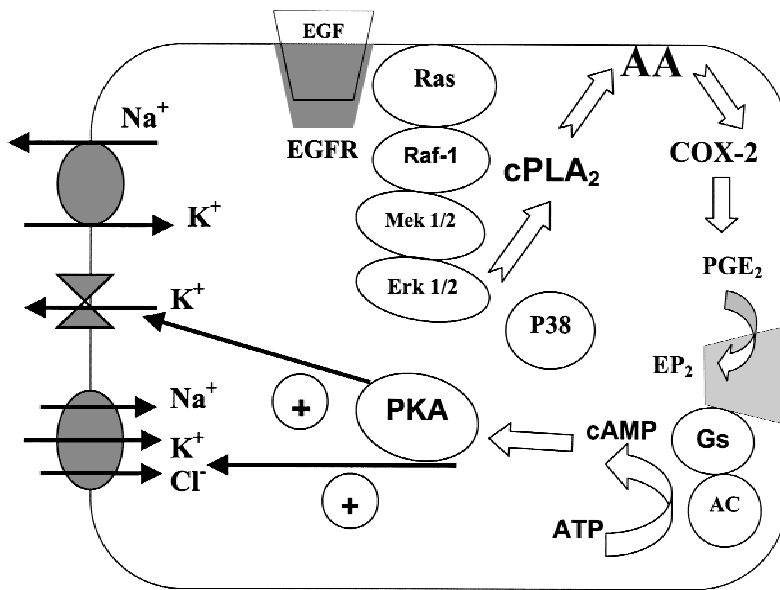 EGF
EGFR
Ras
Raf-1
Mek 1/2
Erk 1/2
cPLA₂
AA
COX-2
PGE₂
EP₂
P38
Na⁺
K⁺
K⁺
Na⁺
K⁺
Cl⁻
+
PKA
+
cAMP
ATP
Gs
AC